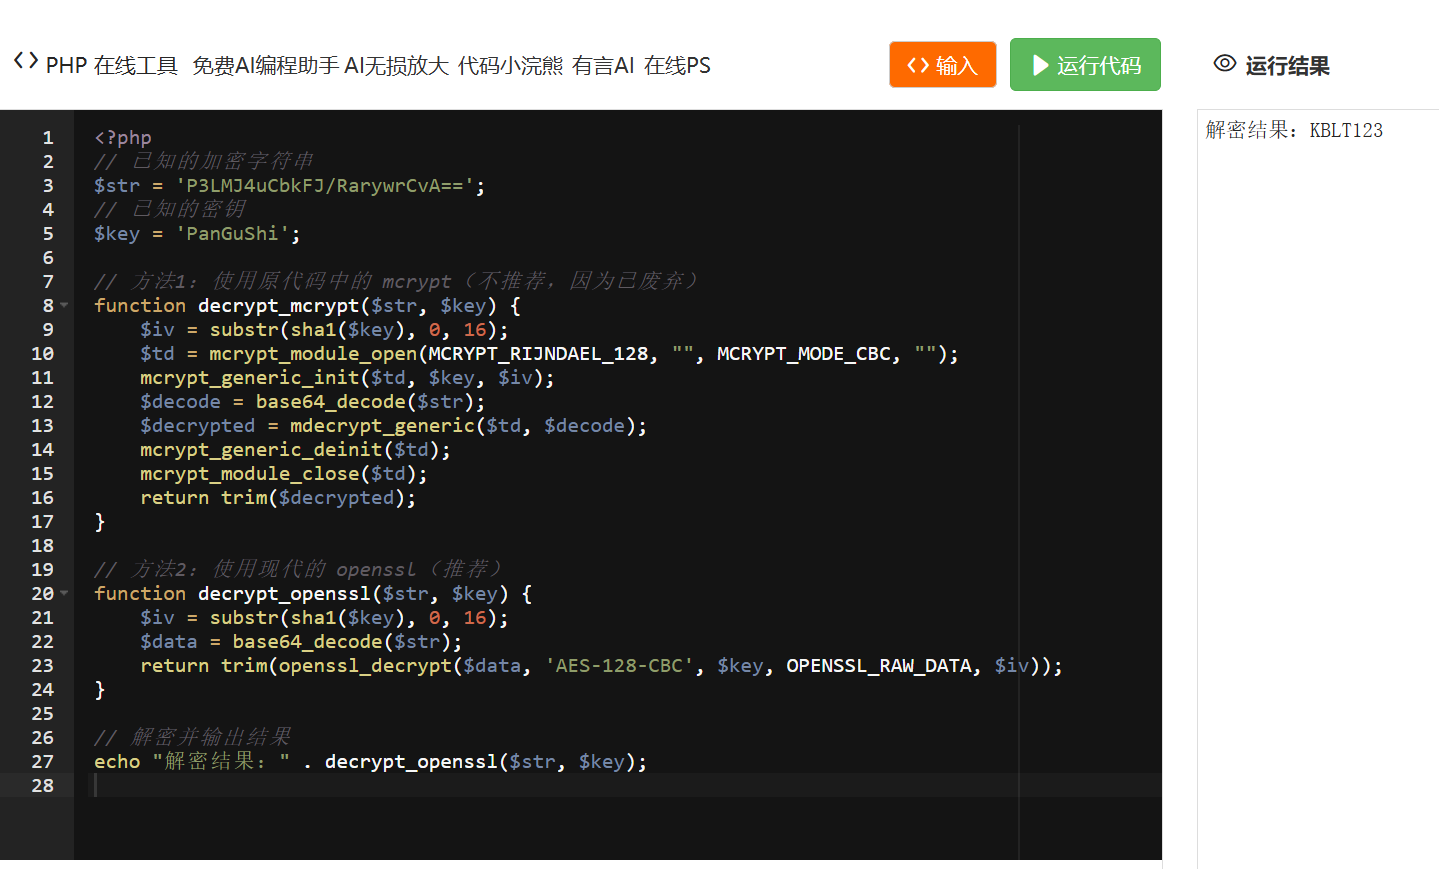 <> PHP 在线工具 免费AI编程助手 AI无损放大 代码小浣熊 有言AI 在线PS
<> 输入
运行代码
运行结果
1 <?php
2 // 已知的加密字符串
3 $str = 'P3LMJ4uCbkFJ/RarywrCvA==';
4 // 已知的密钥
5 $key = 'PanGuShi';
6
7 // 方法1：使用原代码中的 mcrypt（不推荐，因为已废弃）
8 function decrypt_mcrypt($str, $key) {
9     $iv = substr(sha1($key), 0, 16);
10     $td = mcrypt_module_open(MCRYPT_RIJNDAEL_128, "", MCRYPT_MODE_CBC, "");
11     mcrypt_generic_init($td, $key, $iv);
12     $decode = base64_decode($str);
13     $decrypted = mdecrypt_generic($td, $decode);
14     mcrypt_generic_deinit($td);
15     mcrypt_module_close($td);
16     return trim($decrypted);
17 }
18
19 // 方法2：使用现代的 openssl（推荐）
20 function decrypt_openssl($str, $key) {
21     $iv = substr(sha1($key), 0, 16);
22     $data = base64_decode($str);
23     return trim(openssl_decrypt($data, 'AES-128-CBC', $key, OPENSSL_RAW_DATA, $iv));
24 }
25
26 // 解密并输出结果
27 echo "解密结果：" . decrypt_openssl($str, $key);
28
解密结果：KBLT123